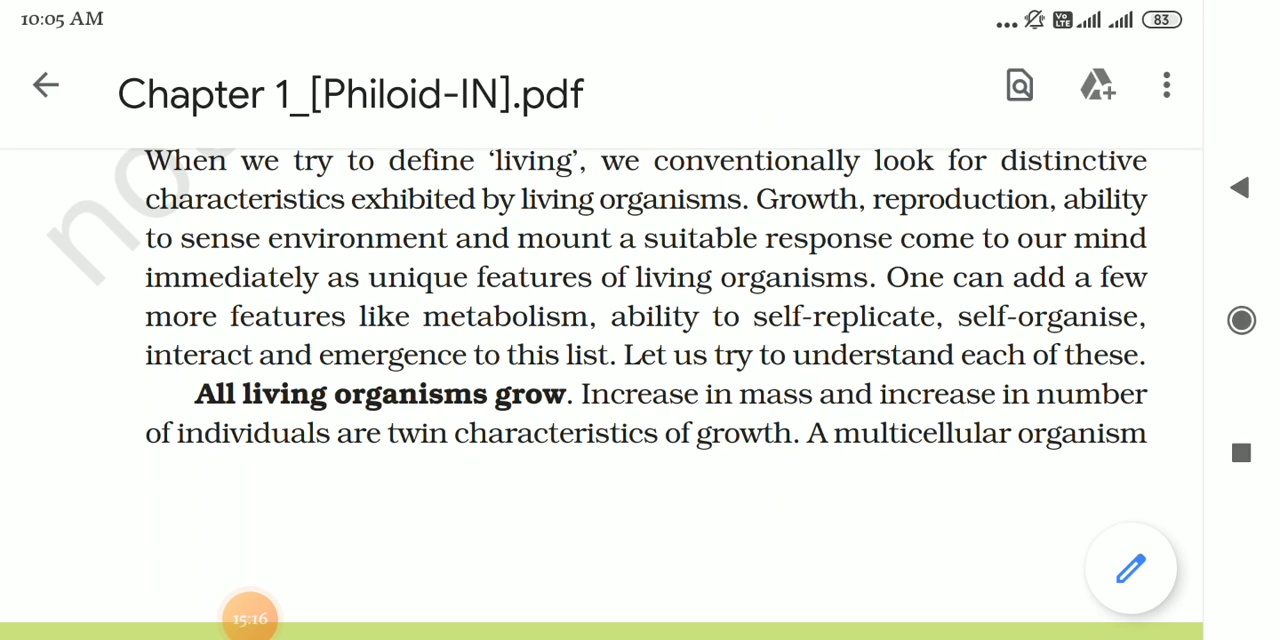 10:05 AM
Vo LTE
83
Chapter 1_[Philoid-IN].pdf
When we try to define ‘living’, we conventionally look for distinctive
characteristics exhibited by living organisms. Growth, reproduction, ability
to sense environment and mount a suitable response come to our mind
immediately as unique features of living organisms. One can add a few
more features like metabolism, ability to self-replicate, self-organise,
interact and emergence to this list. Let us try to understand each of these.
All living organisms grow. Increase in mass and increase in number
of individuals are twin characteristics of growth. A multicellular organism
15:16